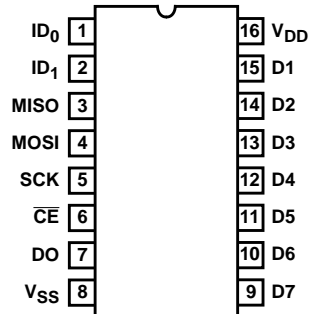 ID0 1 16 VDD
ID1 2 15 D1
MISO 3 14 D2
MOSI 4 13 D3
SCK 5 12 D4
C̅E̅ 6 11 D5
DO 7 10 D6
VSS 8 9 D7